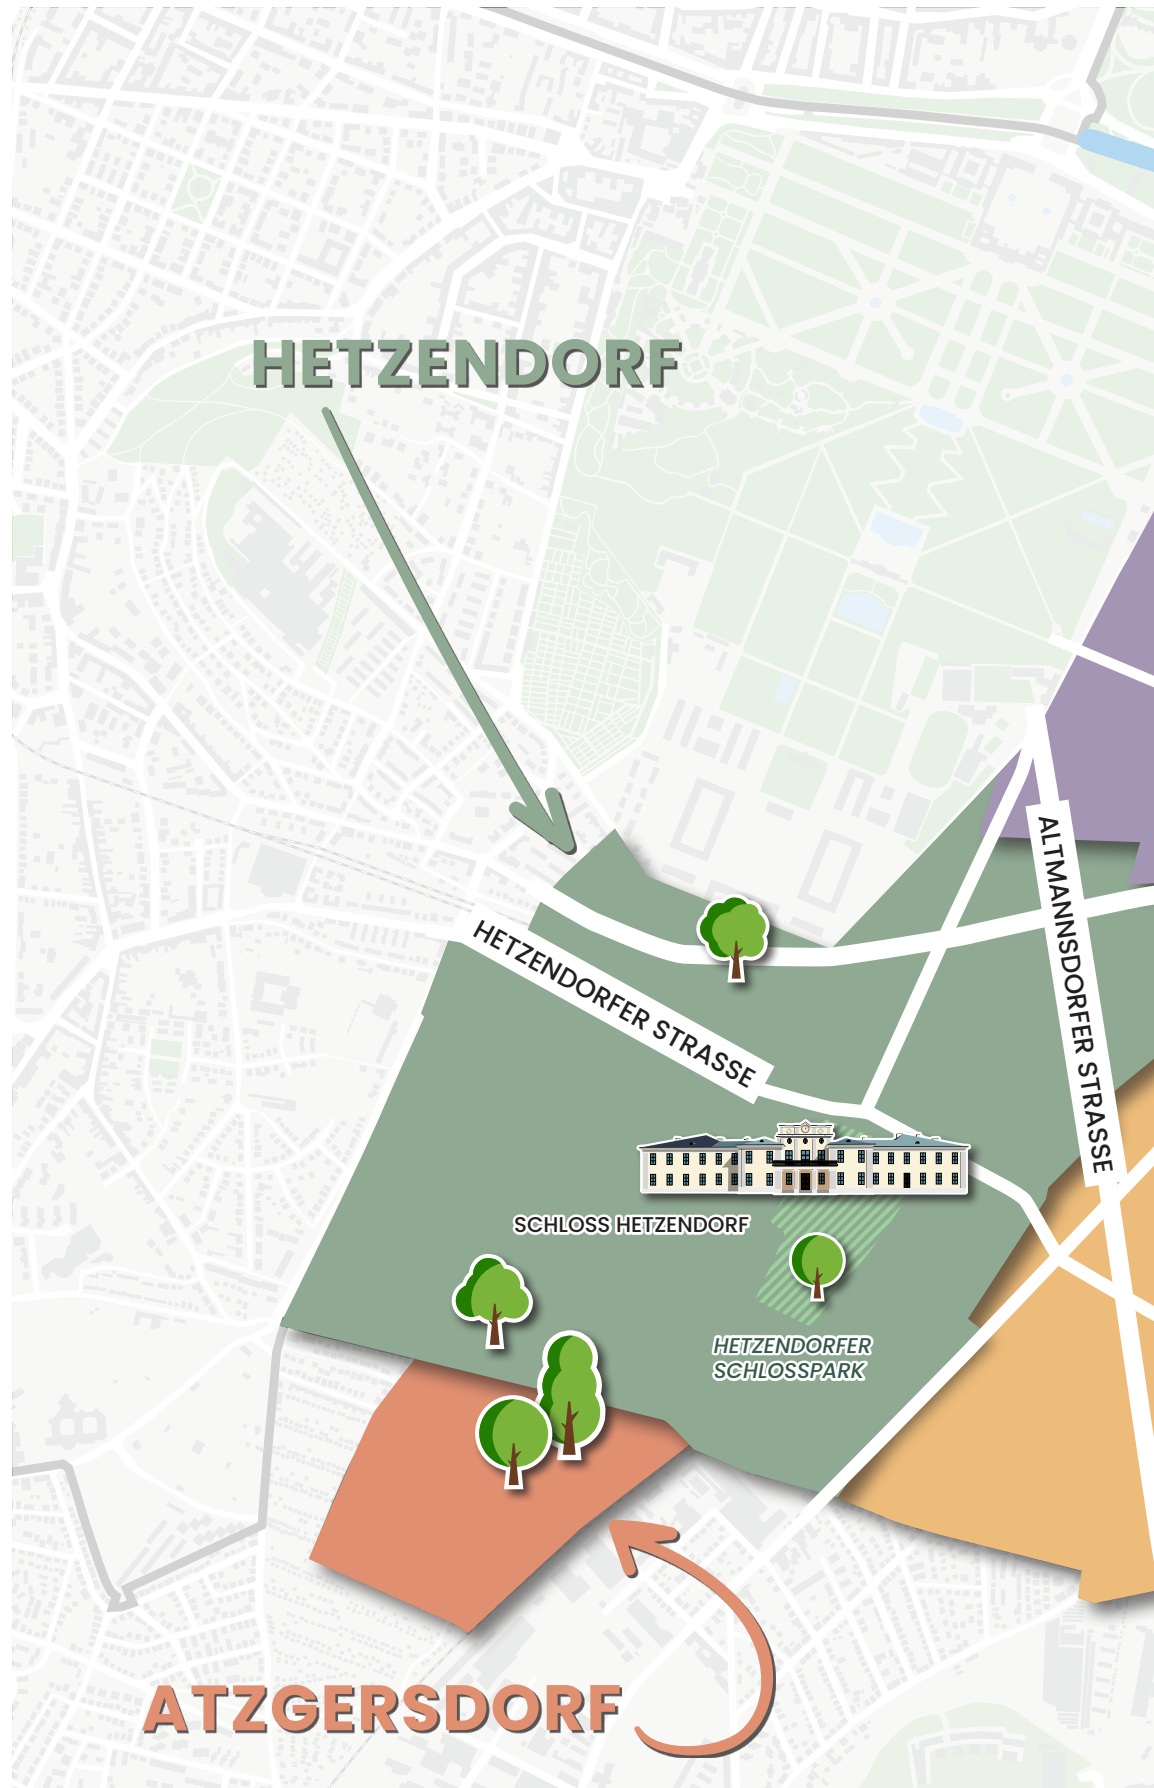 HETZENDORF
ALTMANNSDORFER STRASSE
HETZENDORFER STRASSE
SCHLOSS HETZENDORF
HETZENDORFER
SCHLOSSPARK
ATZGERSDORF